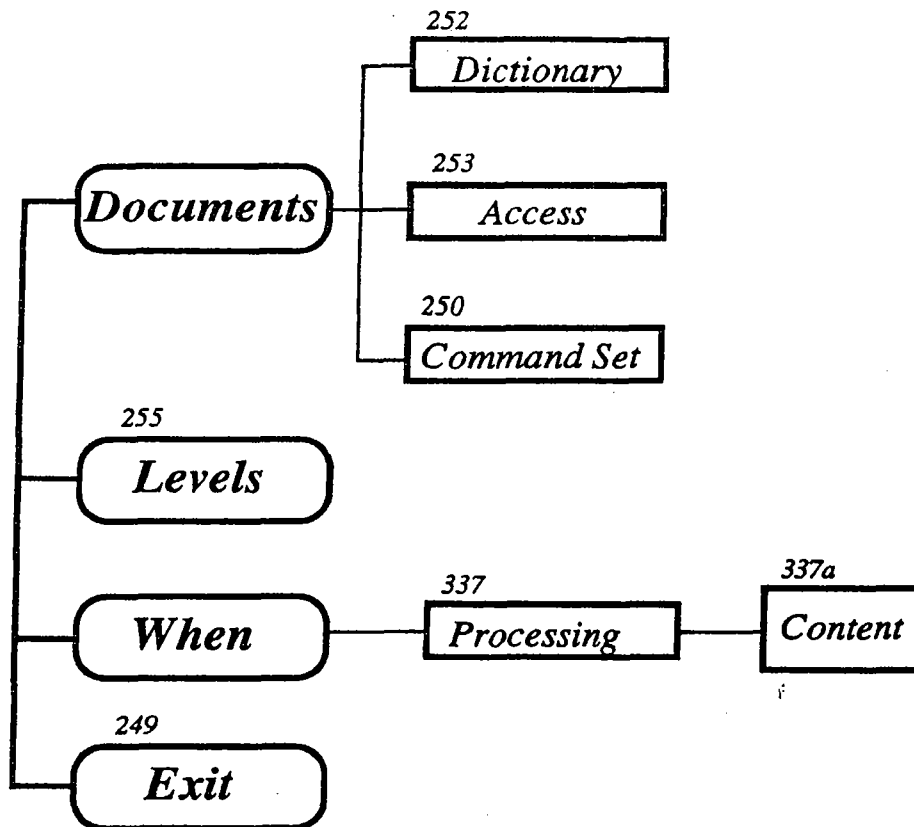 252
Dictionary
253
Documents
Access
250
Command Set
255
Levels
337
337a
When
Processing
Content
249
Exit